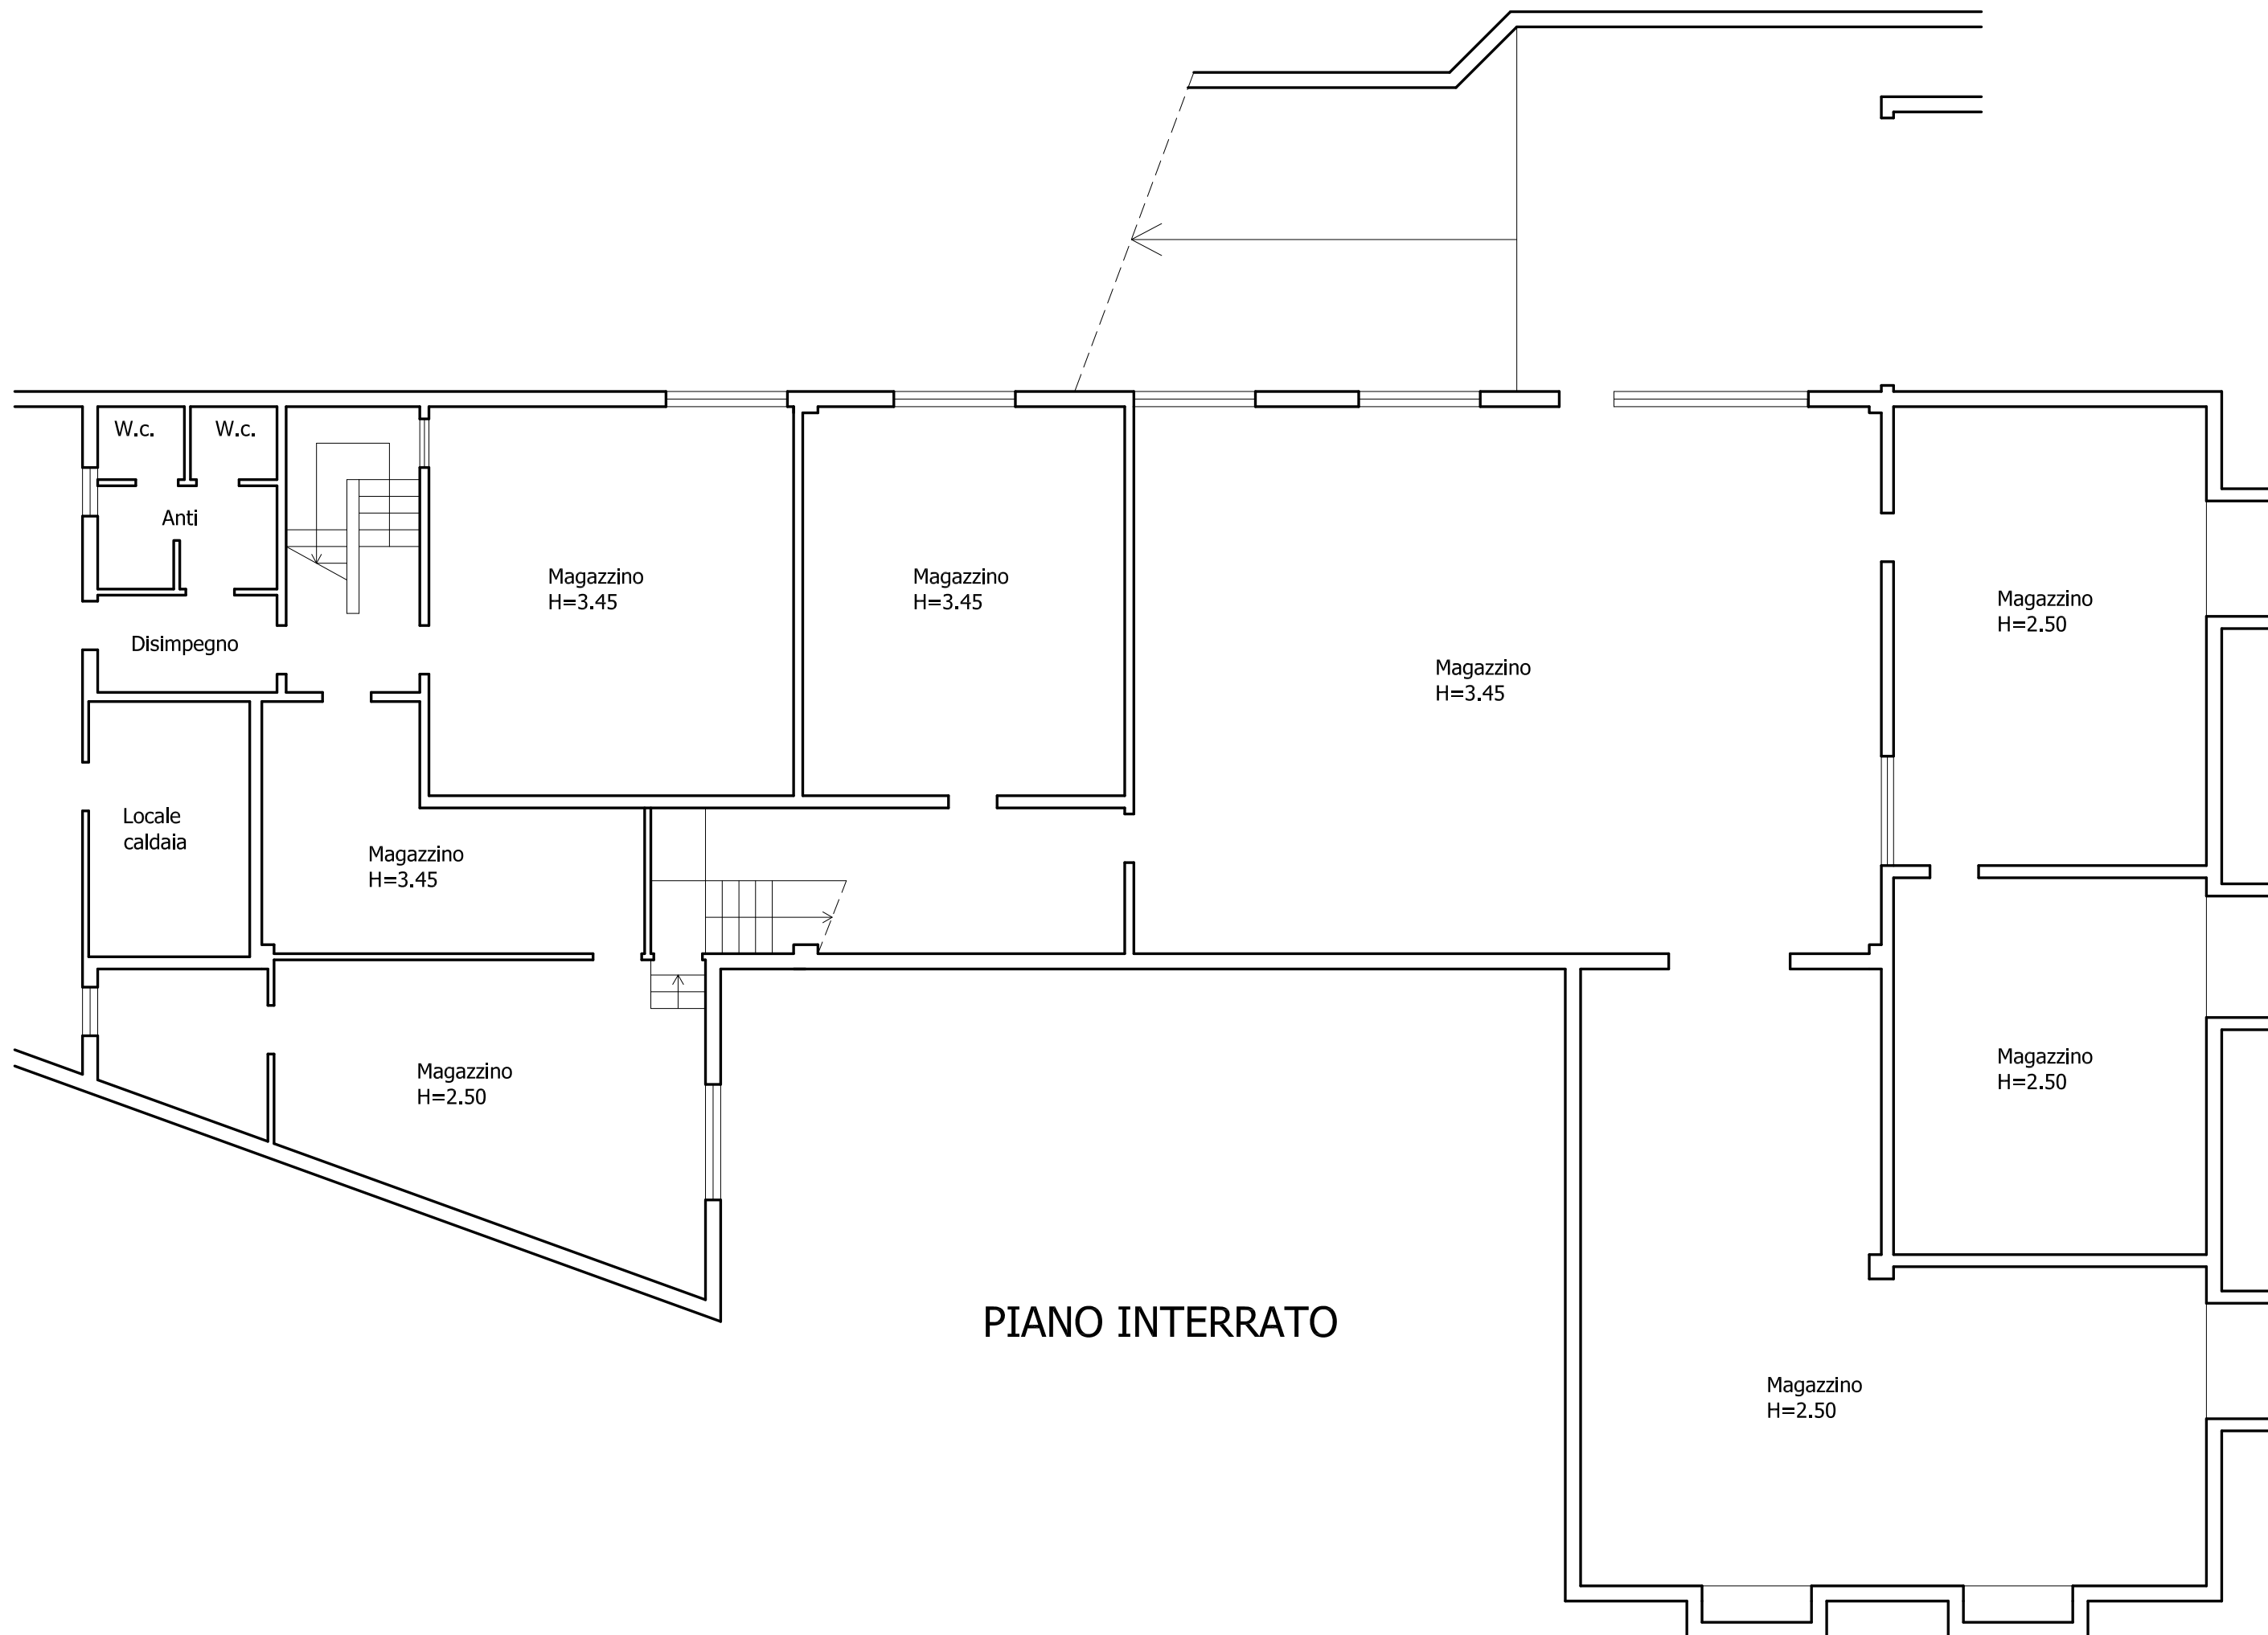 W.c.
W.c.
Anti
Magazzino
H=3.45
Magazzino
H=3.45
Magazzino
H=2.50
Disimpegno
Magazzino
H=3.45
Locale
caldaia
Magazzino
H=3.45
Magazzino
H=2.50
Magazzino
H=2.50
PIANO INTERRATO
Magazzino
H=2.50